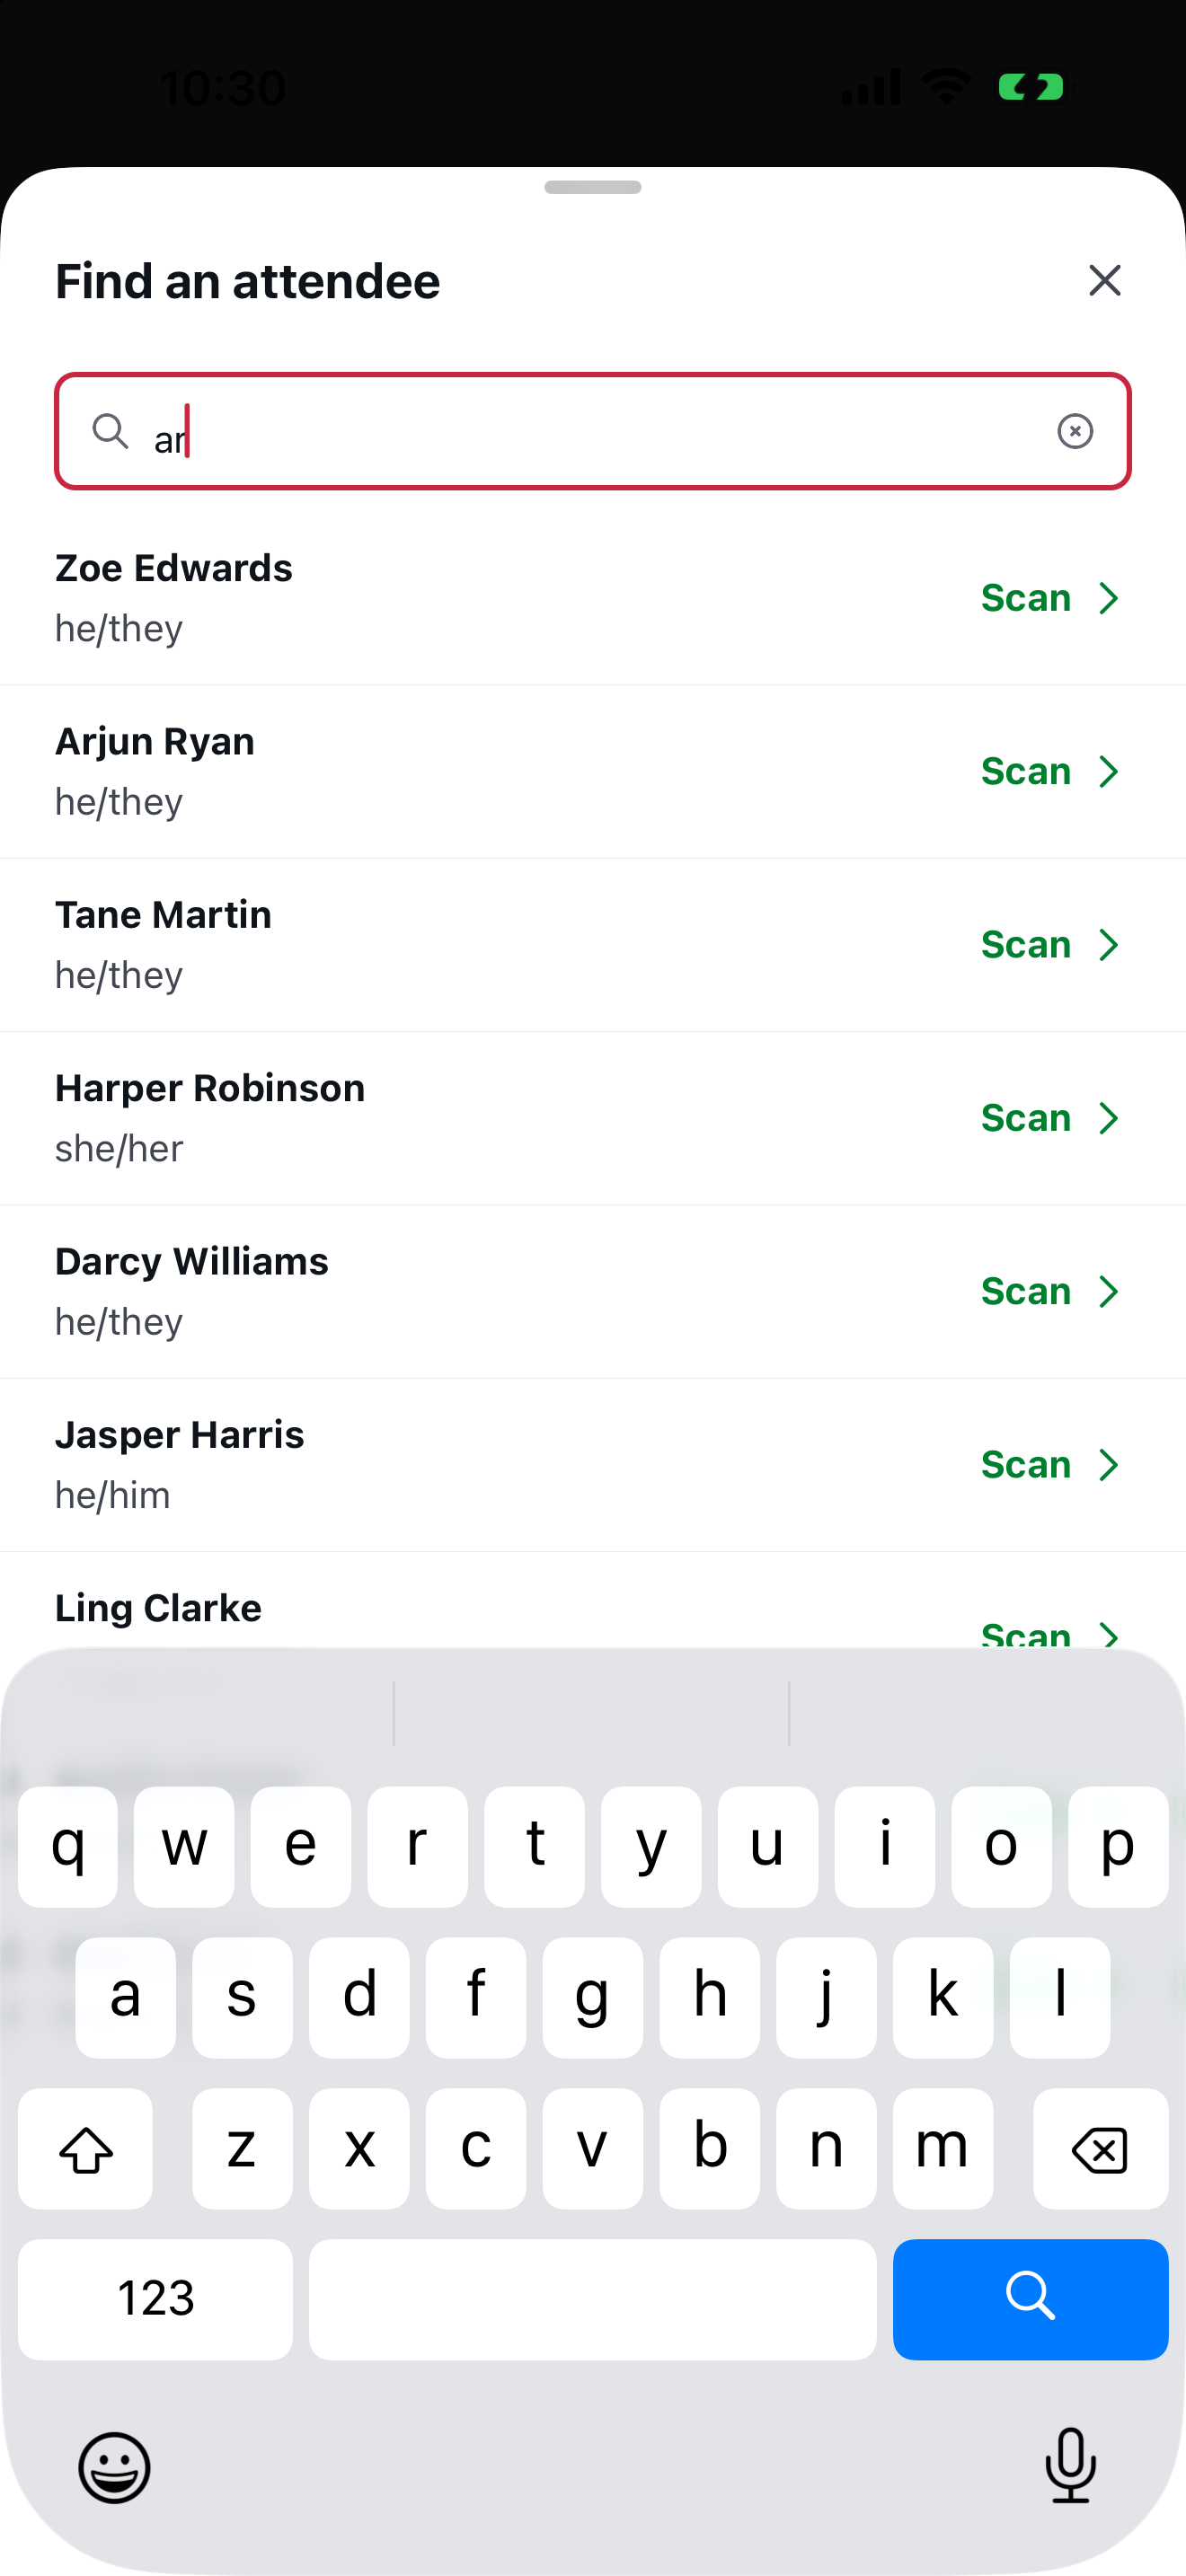 10:30
Find an attendee
ar
Zoe Edwards
he/they
Scan
Arjun Ryan
he/they
Scan
Tane Martin
he/they
Scan
Harper Robinson
she/her
Scan
Darcy Williams
he/they
Scan
Jasper Harris
he/him
Scan
Ling Clarke
Scan
q w e r t y u i o p
a s d f g h j k l
z x c v b n m
123